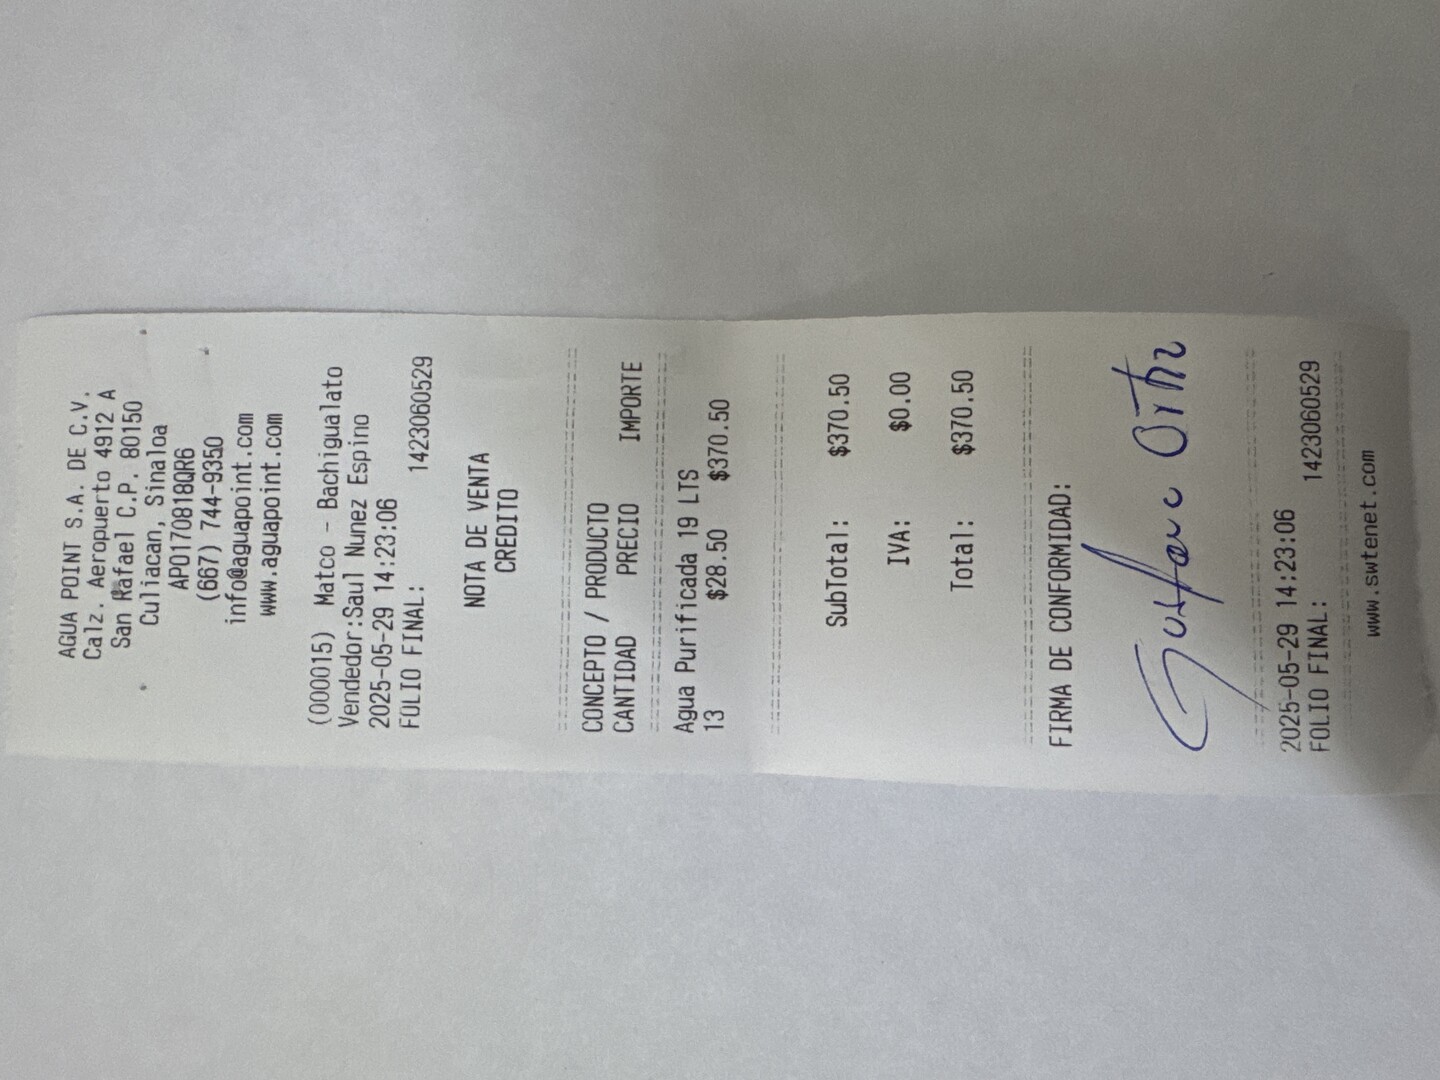 AGUA POINT S.A. DE C.V.
Calz. Aeropuerto 4912 A
San Rafael C.P. 80150
Culiacan, Sinaloa
APO170818QR6
(667) 744-9350
info@aguapoint.com
www.aguapoint.com
(000015) Matco - Bachigualato
Vendedor:Saul Nunez Espino
2025-05-29 14:23:06
FOLIO FINAL: 1423060529
NOTA DE VENTA
CREDITO
CONCEPTO / PRODUCTO
CANTIDAD PRECIO IMPORTE
Agua Purificada 19 LTS
13 $28.50 $370.50
SubTotal: $370.50
IVA: $0.00
Total: $370.50
FIRMA DE CONFORMIDAD:
Gustavo Ortiz
2025-05-29 14:23:06
FOLIO FINAL: 1423060529
www.swtenet.com